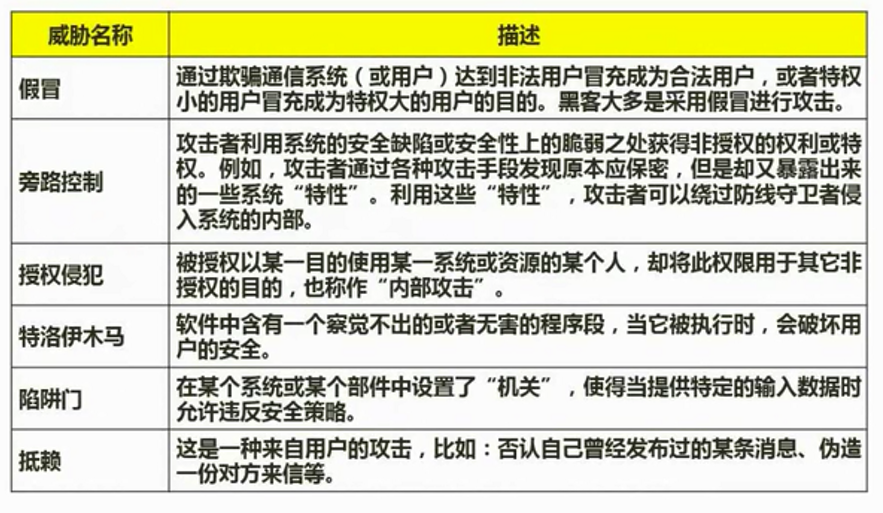 威胁名称
描述
假冒
通过欺骗通信系统（或用户）达到非法用户冒充成为合法用户，或者特权
小的用户冒充成为特权大的用户的目的。黑客大多是采用假冒进行攻击。
旁路控制
攻击者利用系统的安全缺陷或安全性上的脆弱之处获得非授权的权利或特
权。例如，攻击者通过各种攻击手段发现原本应保密，但是却又暴露出来
的一些系统“特性”。利用这些“特性”，攻击者可以绕过防线守卫者侵
入系统的内部。
授权侵犯
被授权以某一目的使用某一系统或资源的某个人，却将此权限用于其它非
授权的目的，也称作“内部攻击”。
特洛伊木马
软件中含有一个察觉不出的或者无害的程序段，当它被执行时，会破坏用
户的安全。
陷阱门
在某个系统或某个部件中设置了“机关”，使得当提供特定的输入数据时
允许违反安全策略。
抵赖
这是一种来自用户的攻击，比如：否认自己曾经发布过的某条消息、伪造
一份对方来信等。